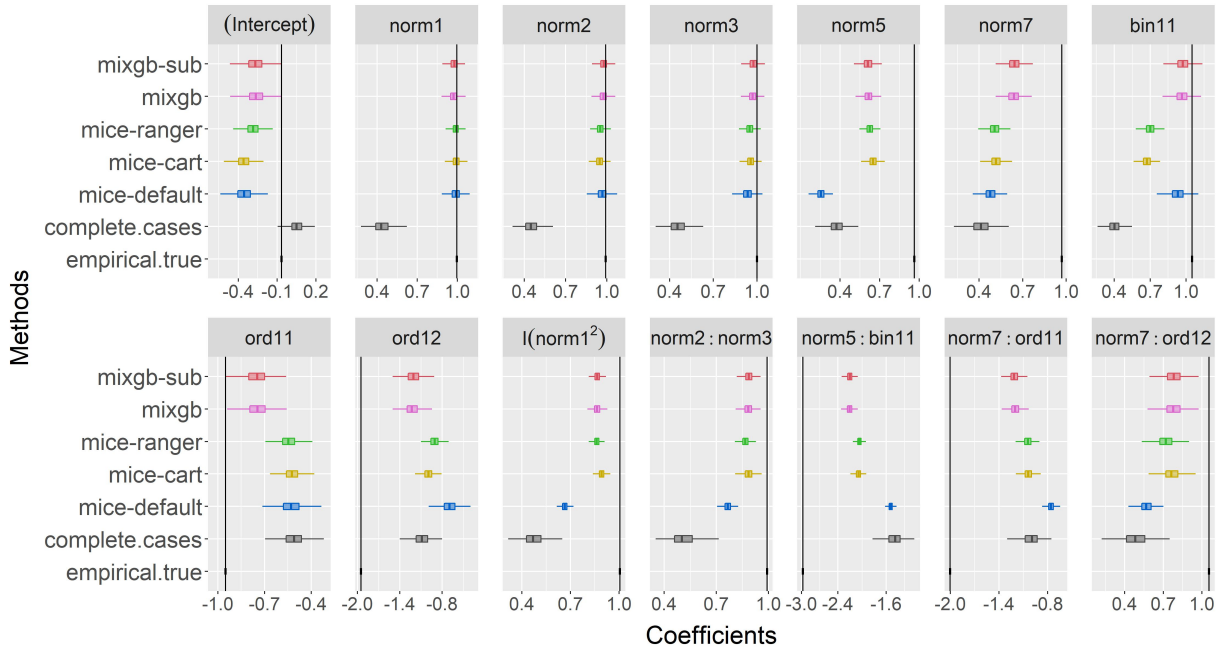 (Intercept) norm1 norm2 norm3 norm5 norm7 bin11
mixgb-sub
mixgb
mice-ranger
mice-cart
mice-default
complete.cases
empirical.true
-0.4 -0.1 0.2 0.4 0.7 1.0 0.4 0.7 1.0 0.4 0.7 1.0 0.4 0.7 1.0 0.4 0.7 1.0 0.4 0.7 1.0
Methods
ord11 ord12 I(norm1²) norm2 : norm3 norm5 : bin11 norm7 : ord11 norm7 : ord12
mixgb-sub
mixgb
mice-ranger
mice-cart
mice-default
complete.cases
empirical.true
-1.0 -0.7 -0.4 -2.0 -1.4 -0.8 0.4 0.7 1.0 0.4 0.7 1.0 -3.0 -2.4 -1.6 -2.0 -1.4 -0.8 0.4 0.7 1.0
Coefficients